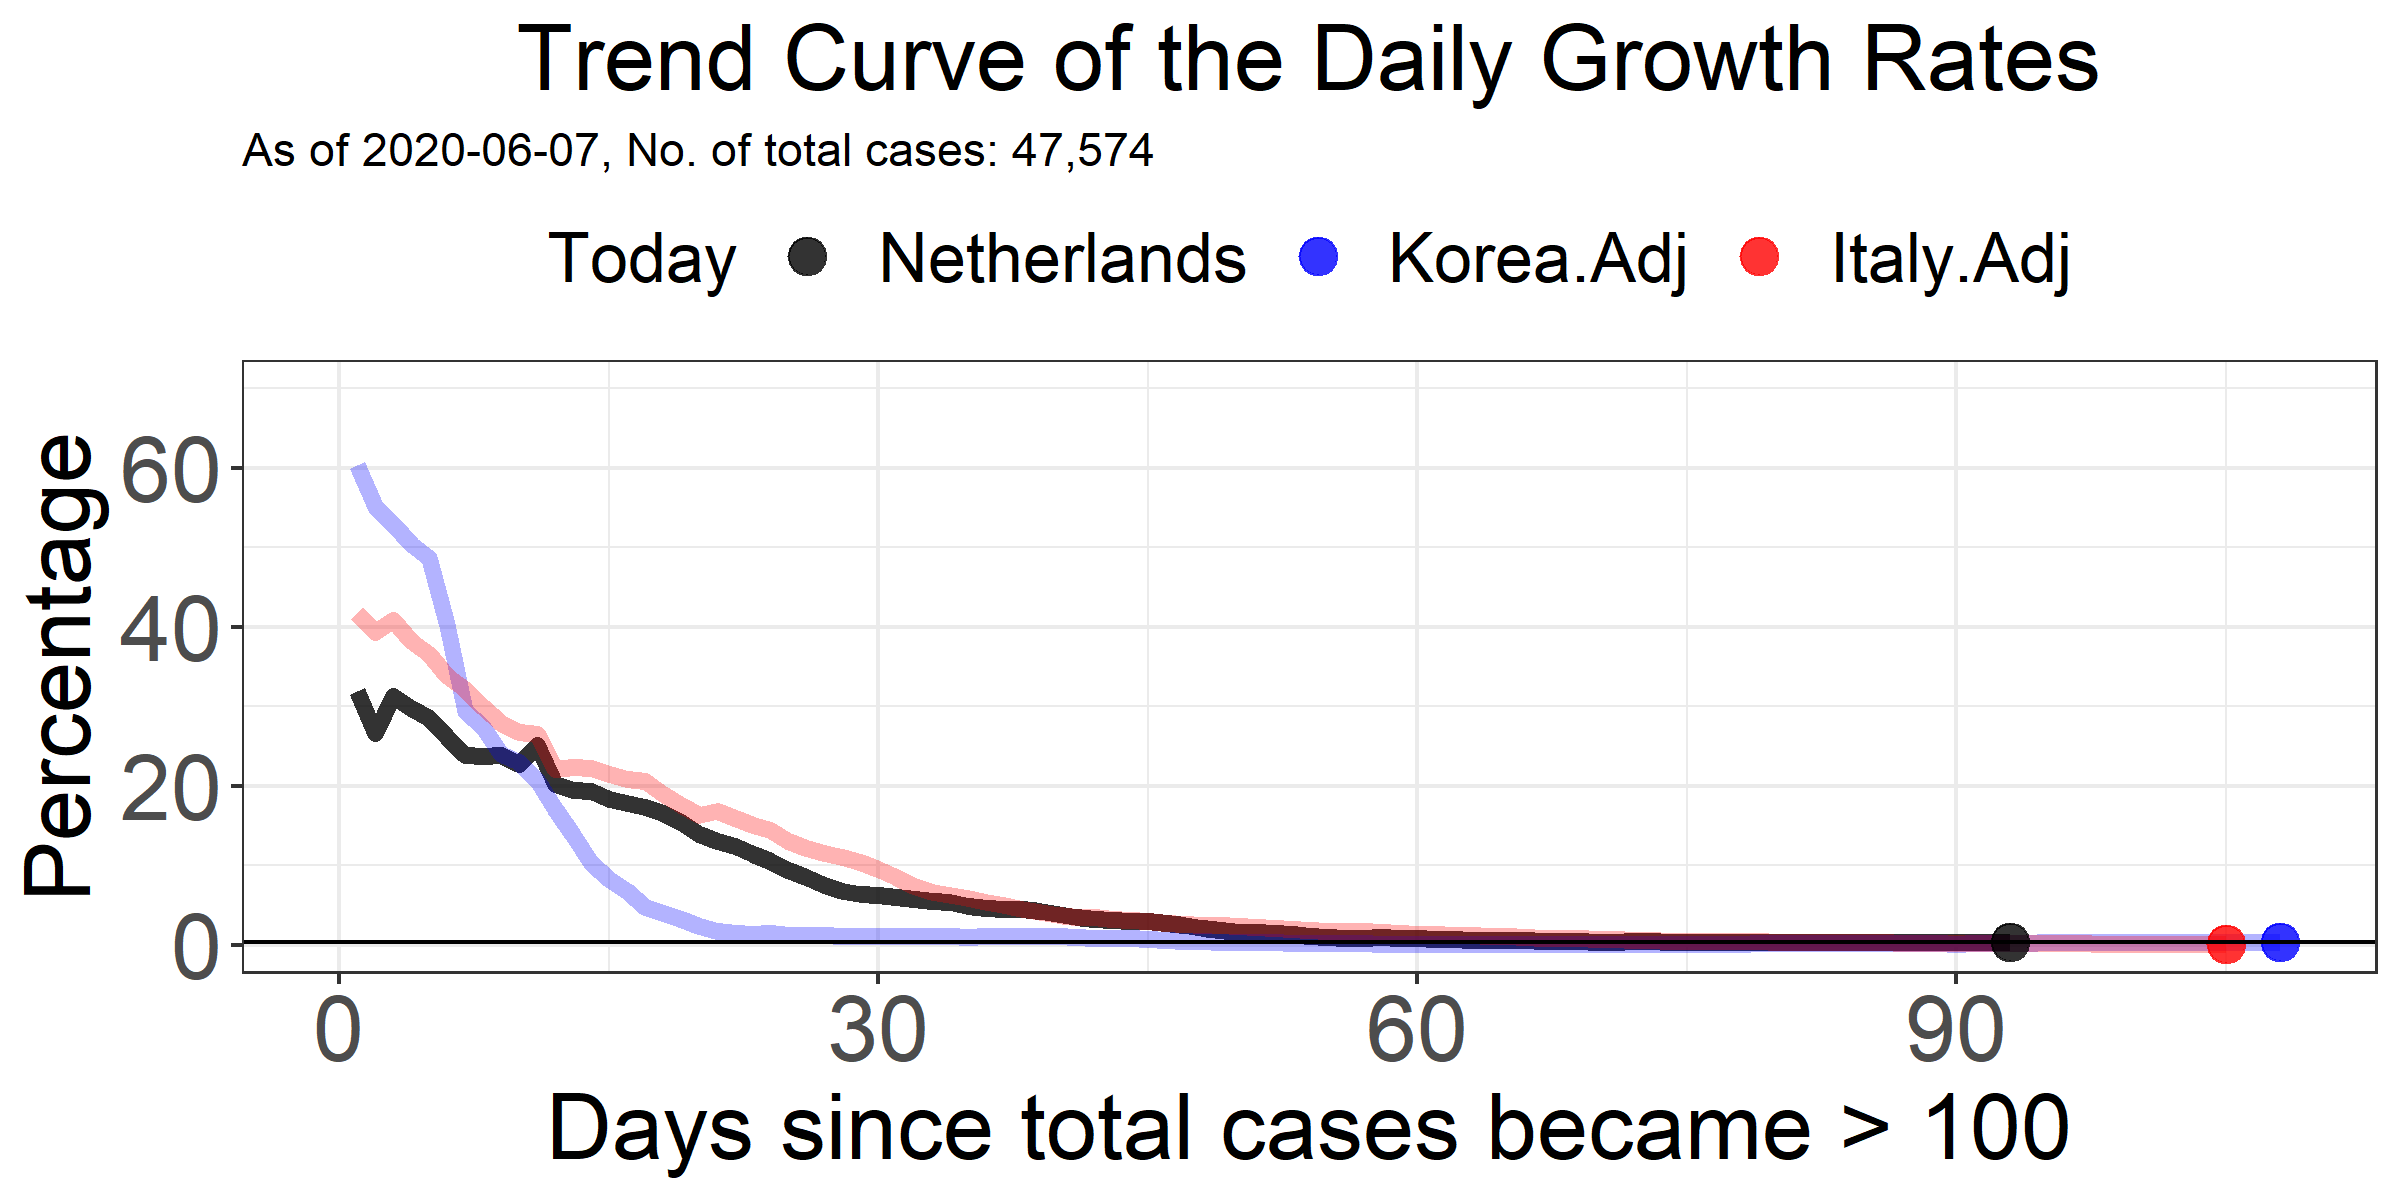 Trend Curve of the Daily Growth Rates
As of 2020-06-07, No. of total cases: 47,574
Today Netherlands Korea.Adj Italy.Adj
Percentage
60
40
20
0
0 30 60 90
Days since total cases became > 100